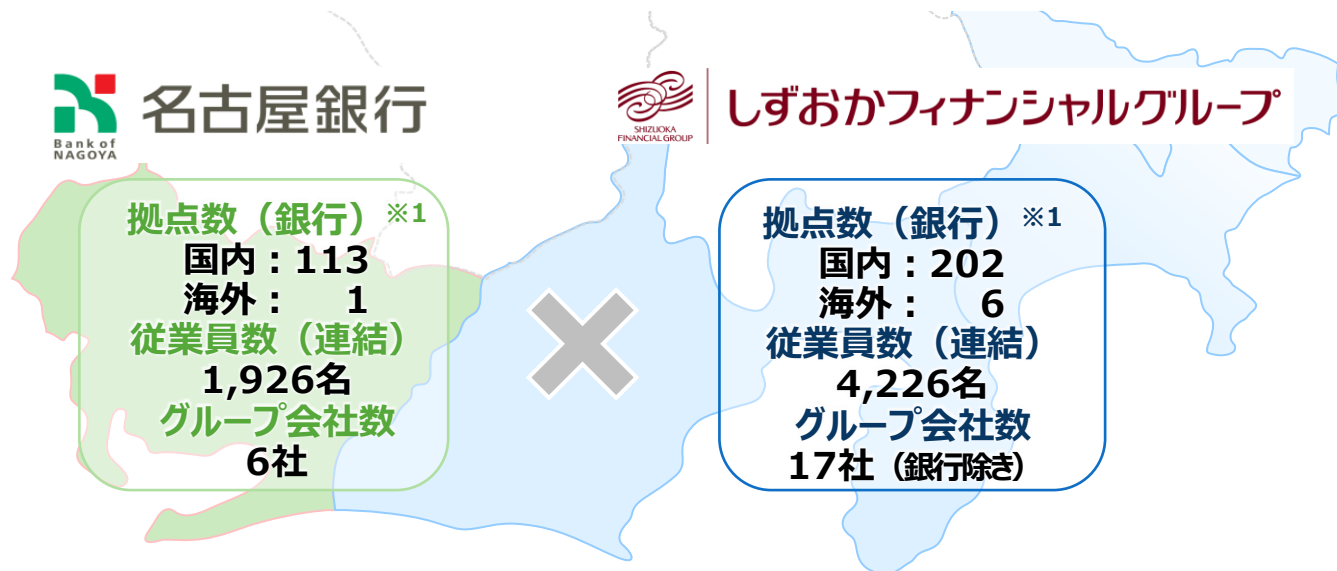 Bank of
NAGOYA
名古屋銀行
SHIZUOKA
FINANCIAL GROUP
しずおかフィナンシャルグループ
拠点数（銀行）※1
国内：113
海外：　1
従業員数（連結）
1,926名
グループ会社数
6社
拠点数（銀行）※1
国内：202
海外：　6
従業員数（連結）
4,226名
グループ会社数
17社（銀行除き）